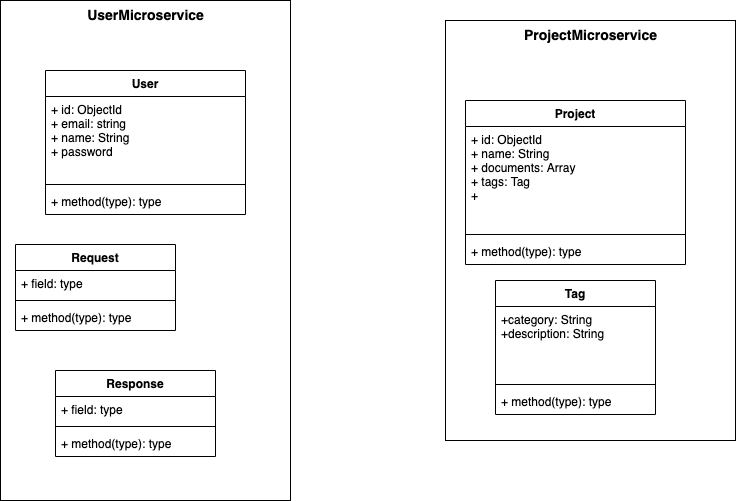 UserMicroservice
User
+ id: ObjectId
+ email: string
+ name: String
+ password
+ method(type): type
Request
+ field: type
+ method(type): type
Response
+ field: type
+ method(type): type
ProjectMicroservice
Project
+ id: ObjectId
+ name: String
+ documents: Array
+ tags: Tag
+
+ method(type): type
Tag
+category: String
+description: String
+ method(type): type